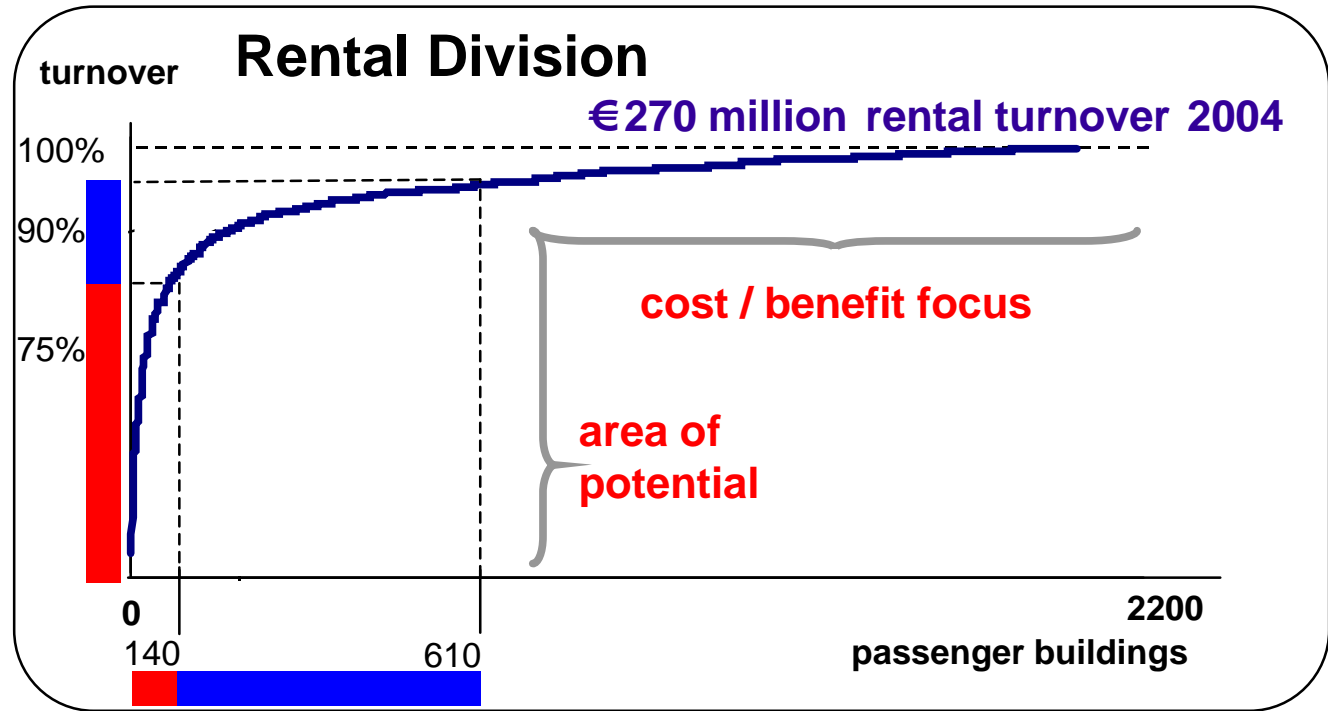 Rental Division
turnover
€270 million rental turnover 2004
100%
90%
75%
cost / benefit focus
area of
potential
0
2200
140
610
passenger buildings